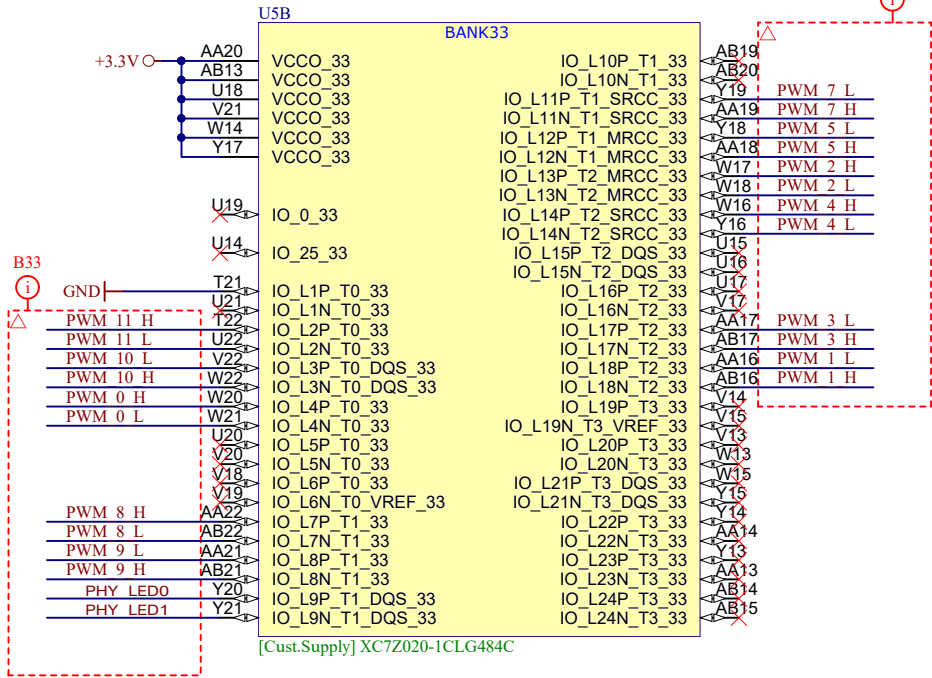 U5B
BANK33
+3.3V
AA20 VCCO_33
AB13 VCCO_33
U18 VCCO_33
V21 VCCO_33
W14 VCCO_33
Y17 VCCO_33
U19 IO_0_33
U14 IO_25_33
B33
i
GND T21 IO_L1P_T0_33
U21 IO_L1N_T0_33
PWM_11_H T22 IO_L2P_T0_33
PWM_11_L U22 IO_L2N_T0_33
PWM_10_L V22 IO_L3P_T0_DQS_33
PWM_10_H W22 IO_L3N_T0_DQS_33
PWM_0_H W20 IO_L4P_T0_33
PWM_0_L W21 IO_L4N_T0_33
U20 IO_L5P_T0_33
V20 IO_L5N_T0_33
V18 IO_L6P_T0_33
V19 IO_L6N_T0_VREF_33
PWM_8_H AA22 IO_L7P_T1_33
PWM_8_L AB22 IO_L7N_T1_33
PWM_9_L AA21 IO_L8P_T1_33
PWM_9_H AB21 IO_L8N_T1_33
PHY_LED0 Y20 IO_L9P_T1_DQS_33
PHY_LED1 Y21 IO_L9N_T1_DQS_33
i
IO_L10P_T1_33 AB19
IO_L10N_T1_33 AB20
IO_L11P_T1_SRCC_33 Y19 PWM_7_L
IO_L11N_T1_SRCC_33 AA19 PWM_7_H
IO_L12P_T1_MRCC_33 Y18 PWM_5_L
IO_L12N_T1_MRCC_33 AA18 PWM_5_H
IO_L13P_T2_MRCC_33 W17 PWM_2_H
IO_L13N_T2_MRCC_33 W18 PWM_2_L
IO_L14P_T2_SRCC_33 W16 PWM_4_H
IO_L14N_T2_SRCC_33 Y16 PWM_4_L
IO_L15P_T2_DQS_33 U15
IO_L15N_T2_DQS_33 U16
IO_L16P_T2_33 U17
IO_L16N_T2_33 V17
IO_L17P_T2_33 AA17 PWM_3_L
IO_L17N_T2_33 AB17 PWM_3_H
IO_L18P_T2_33 AA16 PWM_1_L
IO_L18N_T2_33 AB16 PWM_1_H
IO_L19P_T3_33 V14
IO_L19N_T3_VREF_33 V15
IO_L20P_T3_33 V13
IO_L20N_T3_33 W13
IO_L21P_T3_DQS_33 W15
IO_L21N_T3_DQS_33 Y15
IO_L22P_T3_33 Y14
IO_L22N_T3_33 AA14
IO_L23P_T3_33 Y13
IO_L23N_T3_33 AA13
IO_L24P_T3_33 AB14
IO_L24N_T3_33 AB15
[Cust.Supply] XC7Z020-1CLG484C